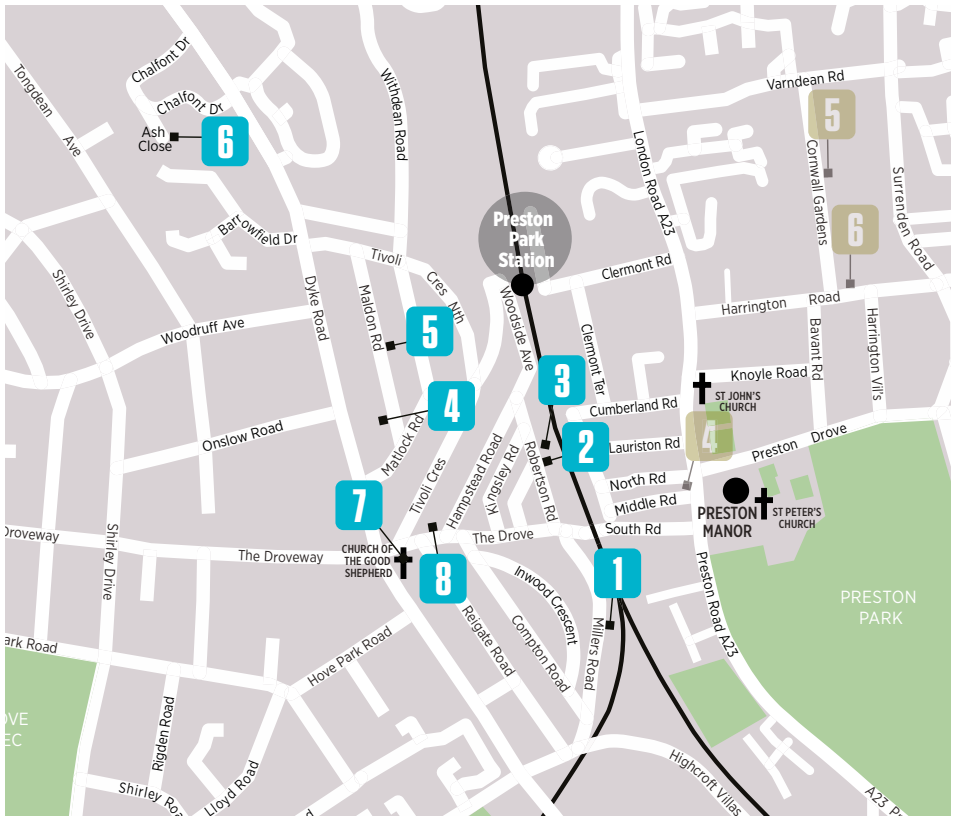 Chalfont Dr
Chalfont Dr
Ash
Close
6
Tongdean
Ave
Withdean Road
London Road A23
Varndean Rd
5
Cornwall Gardens
Surrenden Road
6
Preston
Park
Station
Barrowfield Dr
Tivoli
Cres Nth
Clermont Rd
Harrington Road
Shirley Drive
Woodruff Ave
Dyke Road
Maldon Rd
5
Woodside Ave
Clermont Ter
Bavant Rd
Harrington Vil's
3
Knoyle Road
ST JOHN'S
CHURCH
4
Cumberland Rd
4
Onslow Road
Matlock Rd
Tivoli Cres
Hampstead Road
Kingsley Rd
Robertson Rd
2
Lauriston Rd
North Rd
Middle Rd
South Rd
Preston Drove
PRESTON
MANOR
ST PETER'S
CHURCH
7
CHURCH OF
THE GOOD
SHEPHERD
8
The Drove
Droveway
The Droveway
Shirley Drive
1
Inwood Crescent
Compton Road
Reigate Road
Millers Road
Preston Road A23
PRESTON
PARK
ark Road
Hove Park Road
OVE
EC
Rigden Road
Shirley Roa
Lloyd Road
d
Highcroft Villas
A23 Pr